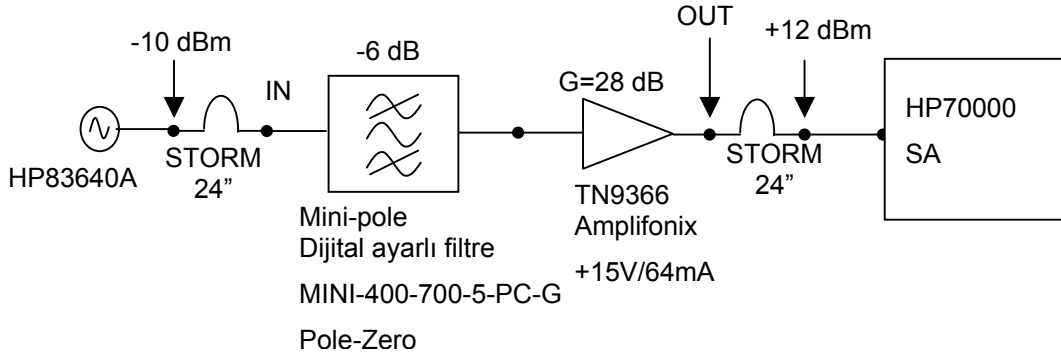 -10 dBm
-6 dB
OUT
+12 dBm
IN
G=28 dB
HP83640A
STORM
24”
STORM
24”
HP70000
SA
Mini-pole
Dijital ayarlı filtre
MINI-400-700-5-PC-G
Pole-Zero
TN9366
Amplifonix
+15V/64mA